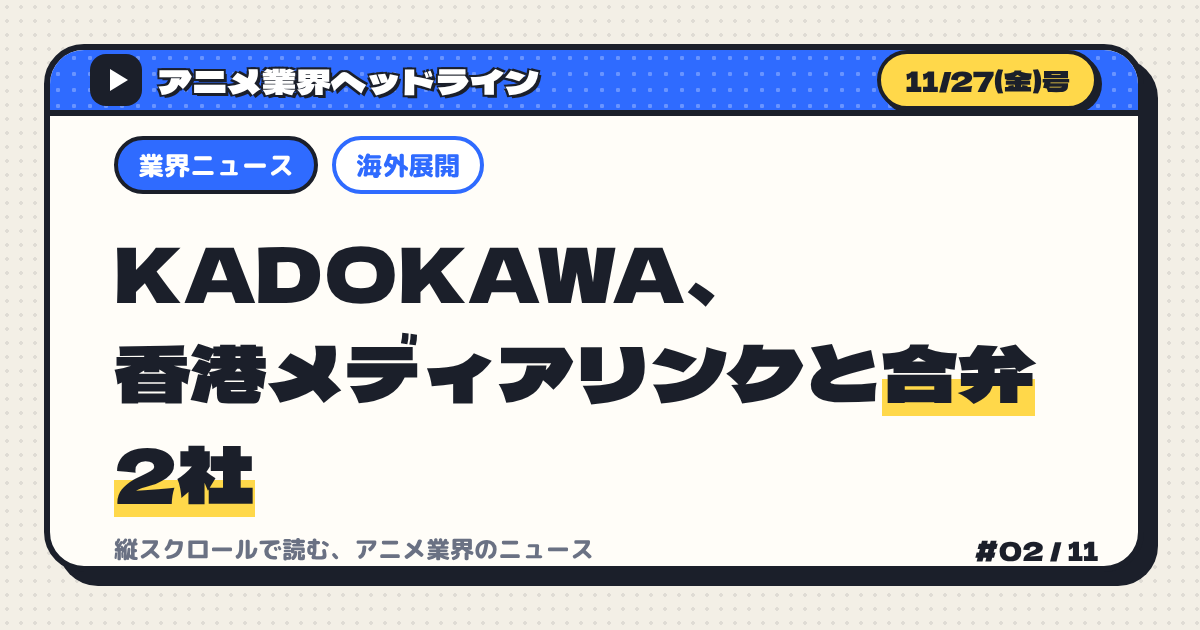 アニメ業界ヘッドライン
11/27(金)号
業界ニュース
海外展開
KADOKAWA、
香港メディアリンクと合弁
2社
縦スクロールで読む、アニメ業界のニュース
#02 / 11